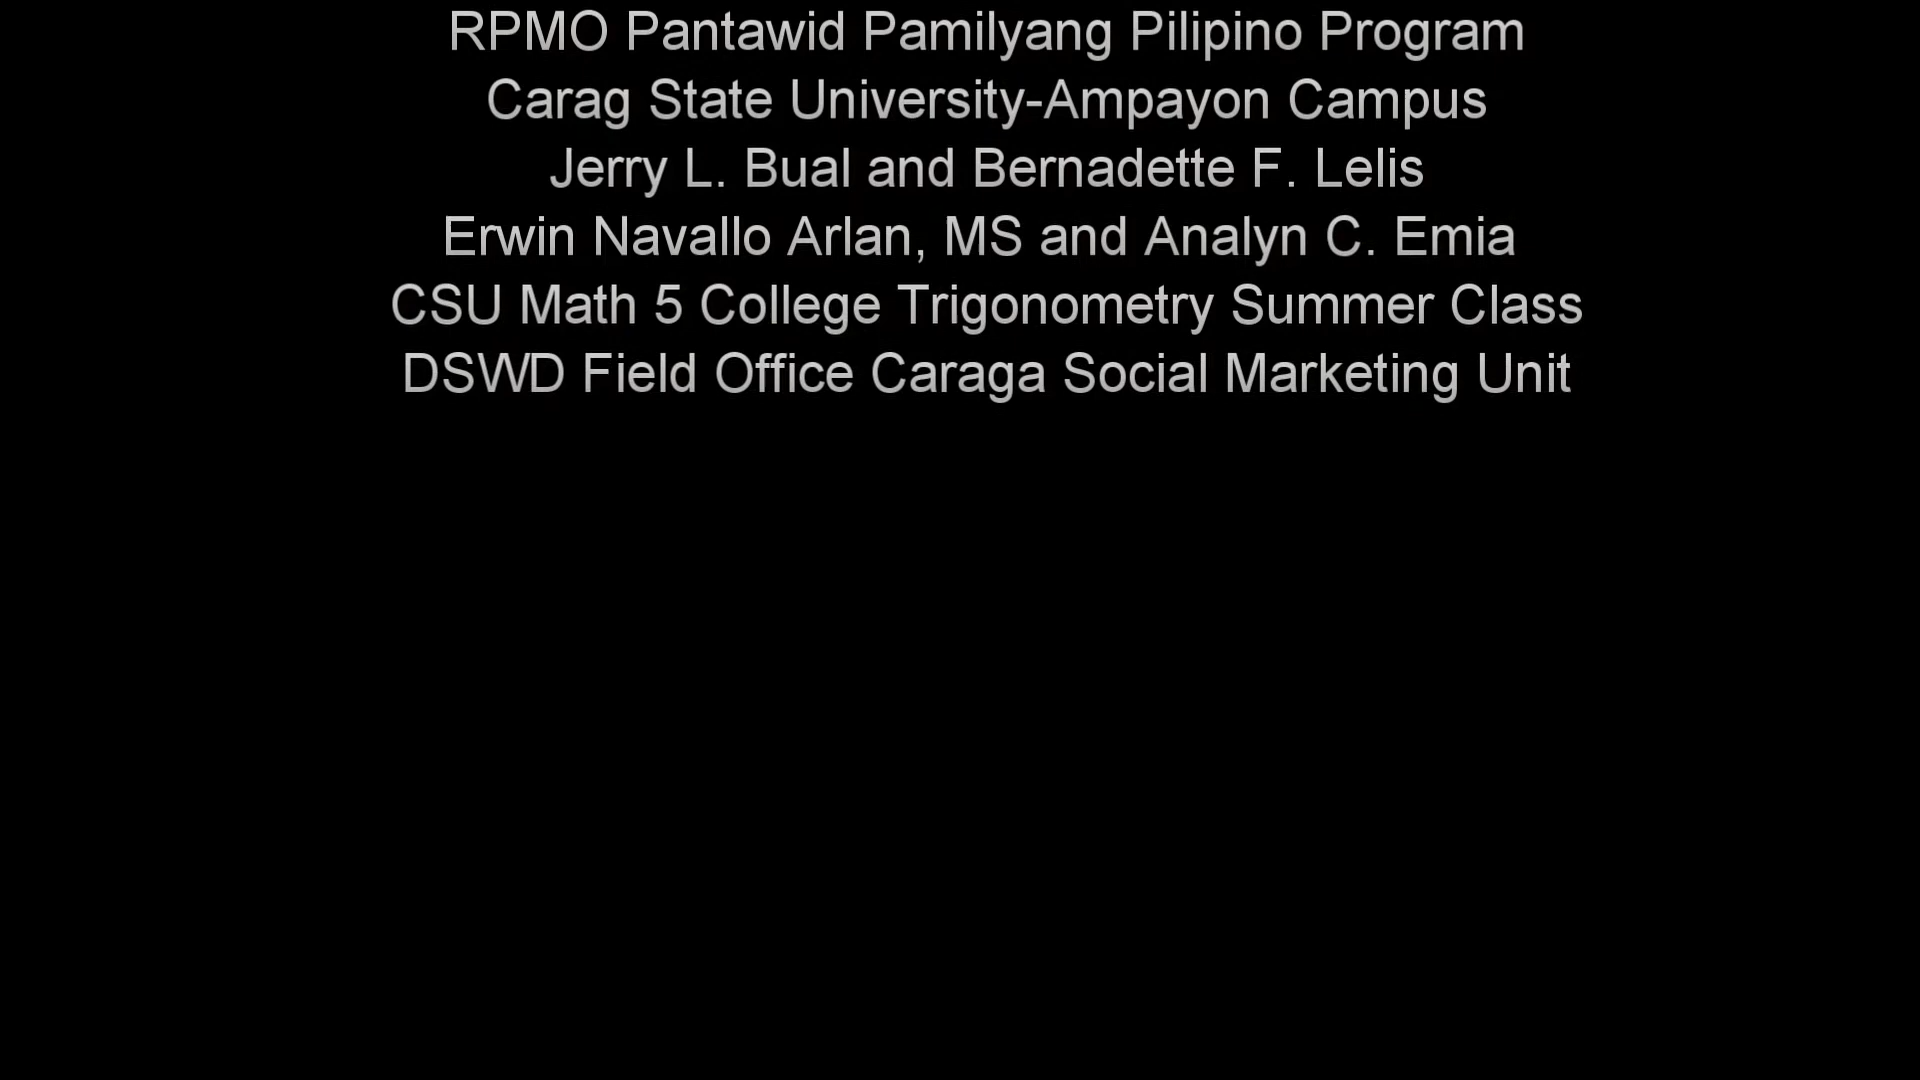 RPMO Pantawid Pamilyang Pilipino Program
Carag State University-Ampayon Campus
Jerry L. Bual and Bernadette F. Lelis
Erwin Navallo Arlan, MS and Analyn C. Emia
CSU Math 5 College Trigonometry Summer Class
DSWD Field Office Caraga Social Marketing Unit